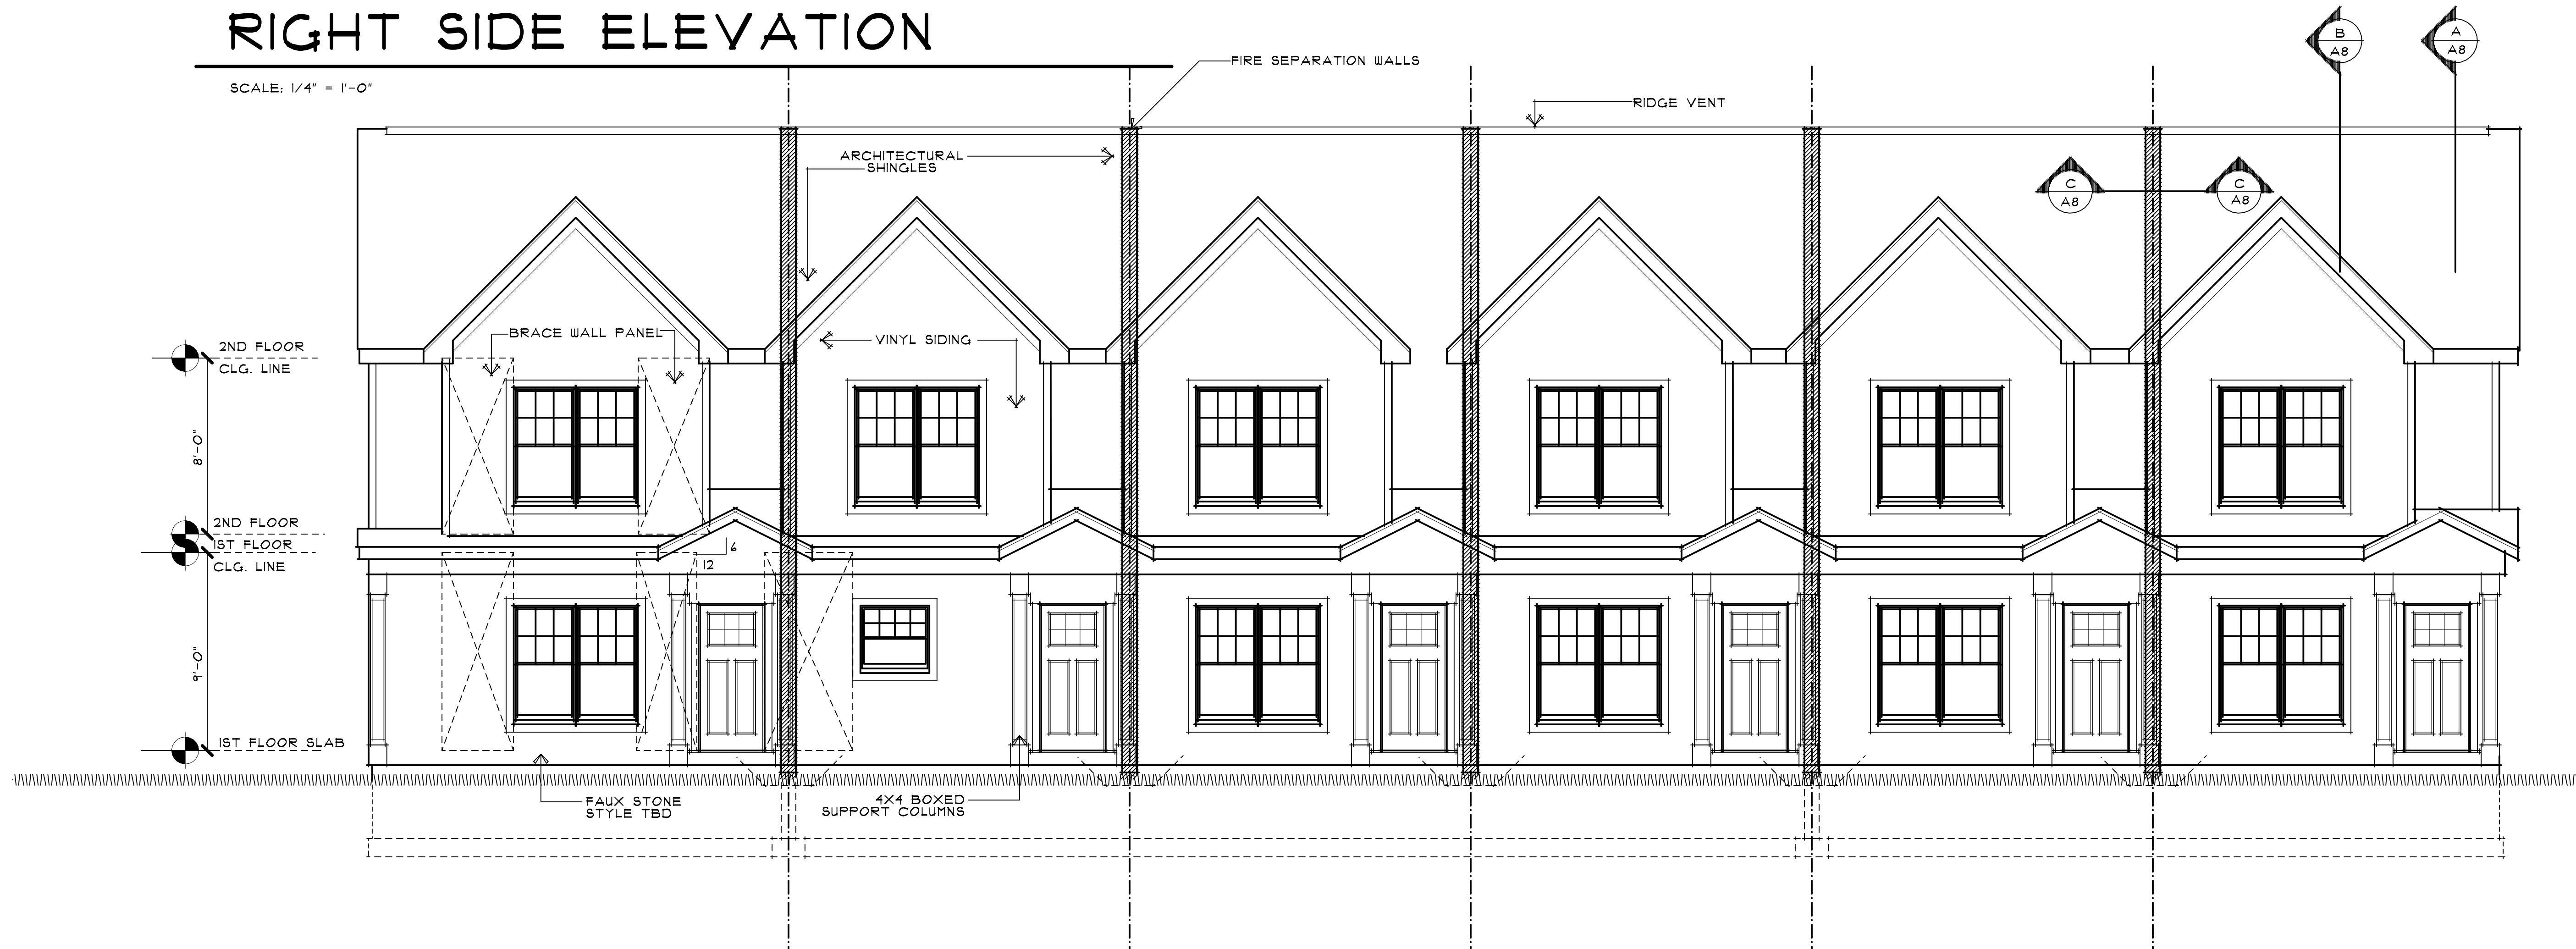 RIGHT SIDE ELEVATION
SCALE: 1/4" = 1'-0"
FIRE SEPARATION WALLS
RIDGE VENT
B
A8
A
A8
ARCHITECTURAL
SHINGLES
C
A8
C
A8
BRACE WALL PANEL
VINYL SIDING
2ND FLOOR
CLG. LINE
8'-0"
2ND FLOOR
1ST FLOOR
CLG. LINE
6
12
9'-0"
1ST FLOOR SLAB
FAUX STONE
STYLE TBD
4X4 BOXED
SUPPORT COLUMNS